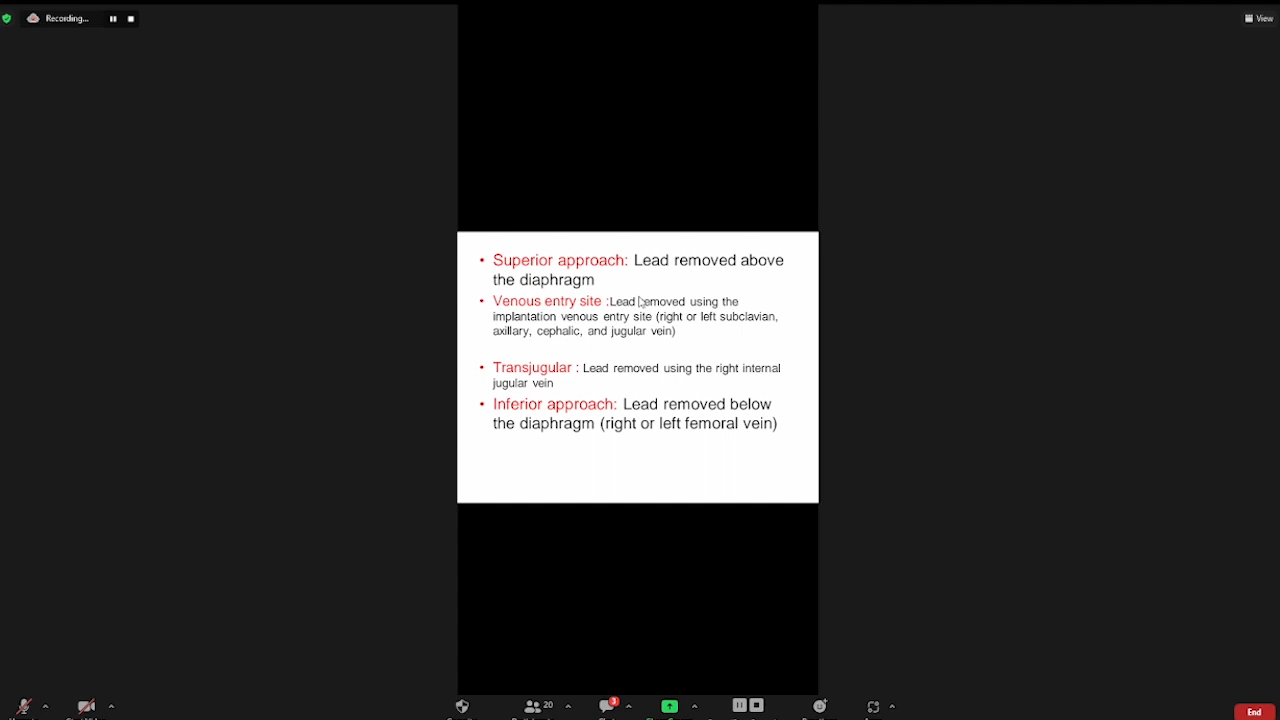 Recording...
View
• Superior approach: Lead removed above
the diaphragm
• Venous entry site :Lead removed using the
implantation venous entry site (right or left subclavian,
axillary, cephalic, and jugular vein)
• Transjugular : Lead removed using the right internal
jugular vein
• Inferior approach: Lead removed below
the diaphragm (right or left femoral vein)
20
3
End